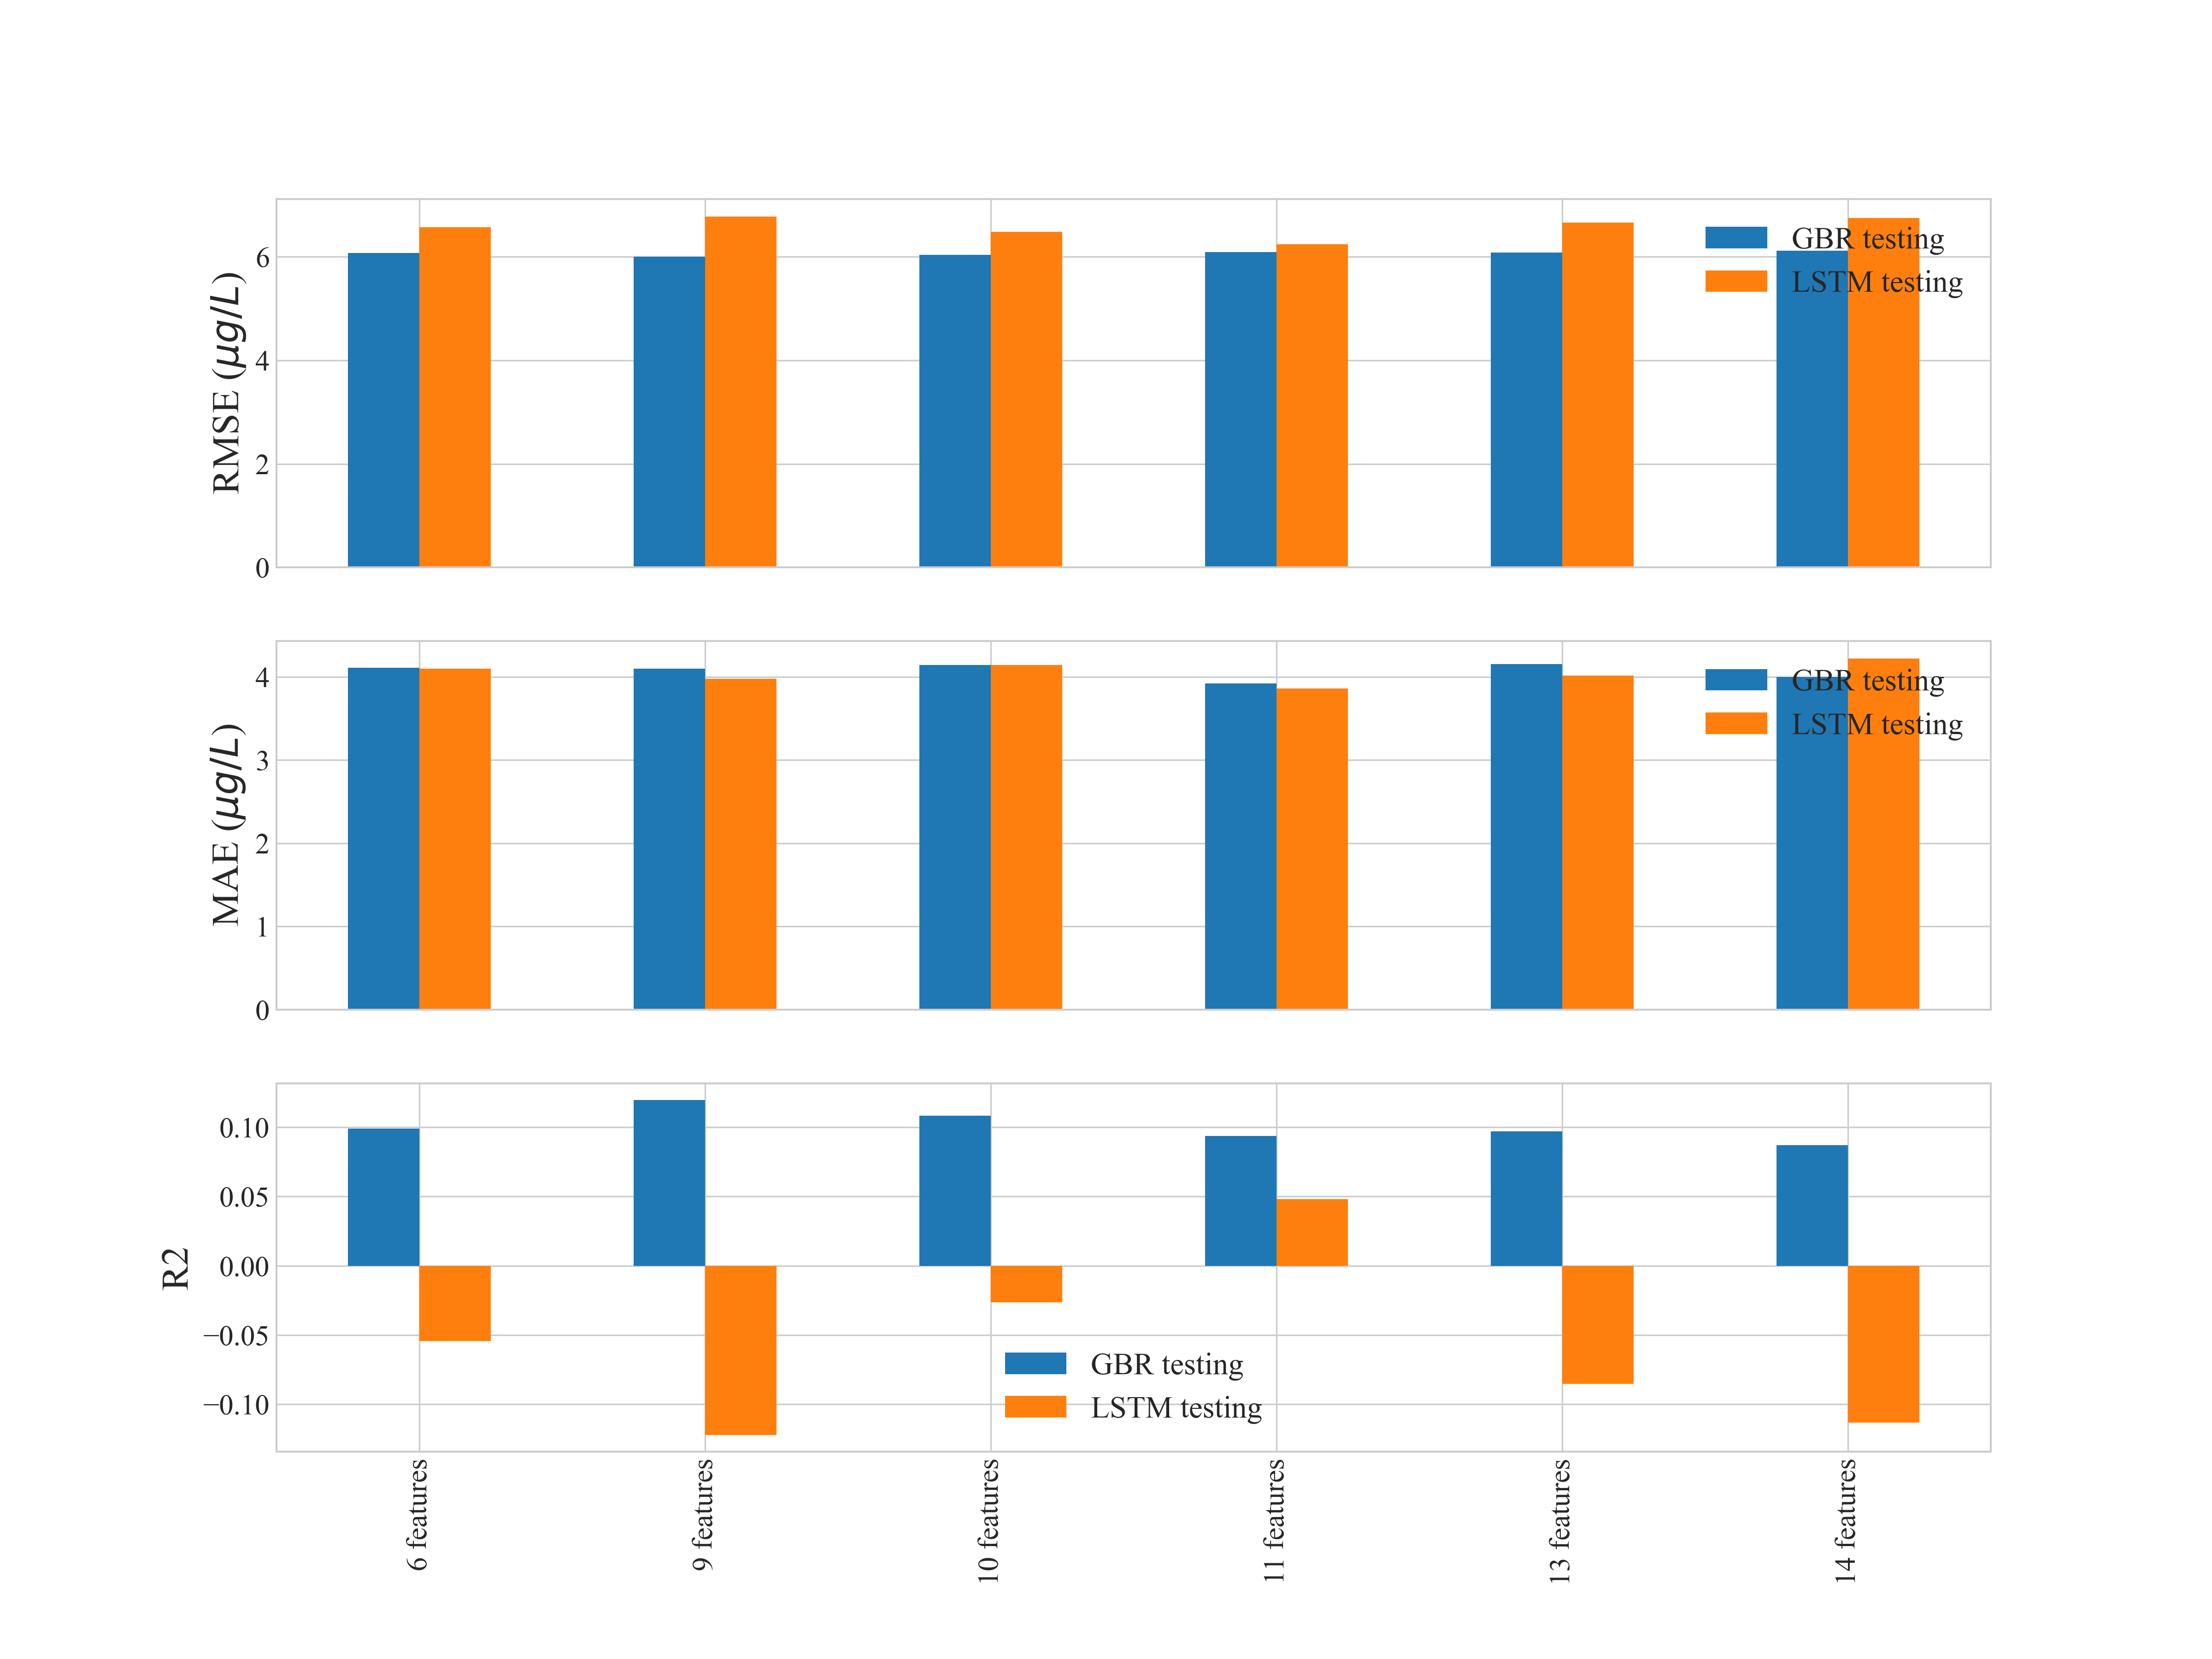 RMSE (μg/L)
6
4
2
0
GBR testing
LSTM testing
MAE (μg/L)
4
3
2
1
0
GBR testing
LSTM testing
R2
0.10
0.05
0.00
−0.05
−0.10
GBR testing
LSTM testing
6 features
9 features
10 features
11 features
13 features
14 features